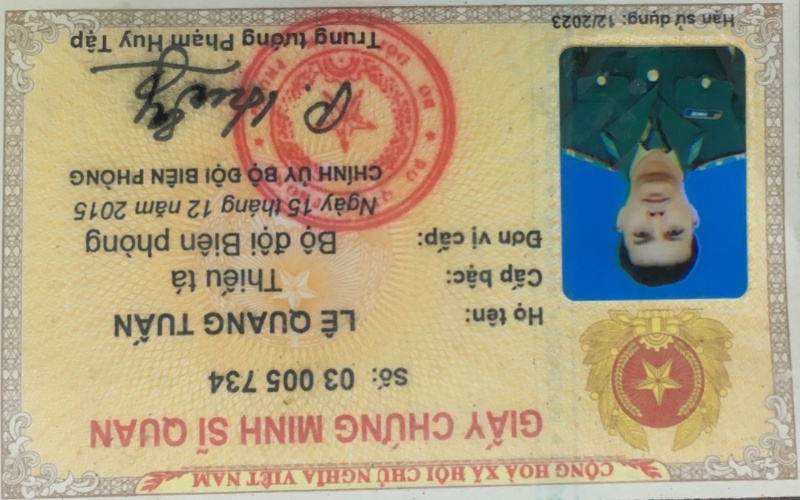 CỘNG HOÀ XÃ HỘI CHỦ NGHĨA VIỆT NAM
GIẤY CHỨNG MINH SĨ QUAN
Số: 03 005 734
Họ tên: LÊ QUANG TUẤN
Cấp bậc: Thiếu tá
Đơn vị cấp: Bộ đội Biên phòng
Ngày 15 tháng 12 năm 2015
CHÍNH ỦY BỘ ĐỘI BIÊN PHÒNG
P. Huy
Trung tướng Phạm Huy Tập
Hạn sử dụng: 12/2023